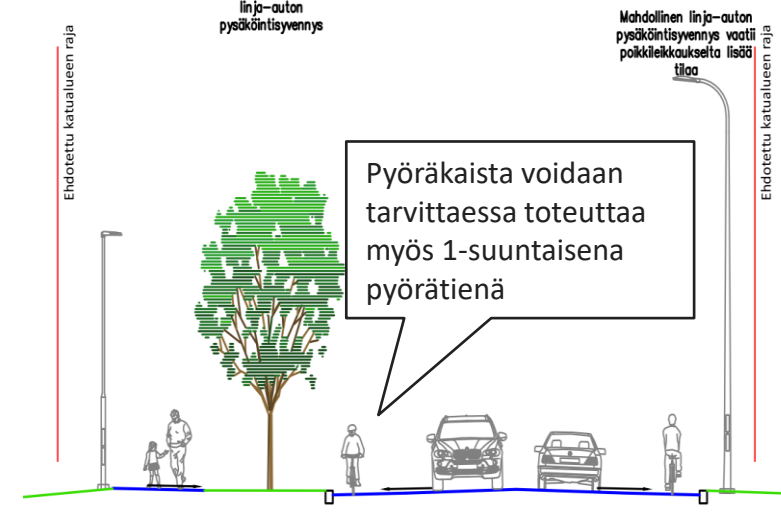 linja-auton
pysäköintisyvennys
Mahdollinen linja-auton
pysäköintisyvennys vaatii
poikkileikkaukselta lisää
tilaa
Ehdotettu katualueen raja
Ehdotettu katualueen raja
Pyöräkaista voidaan
tarvittaessa toteuttaa
myös 1-suuntaisena
pyörätienä